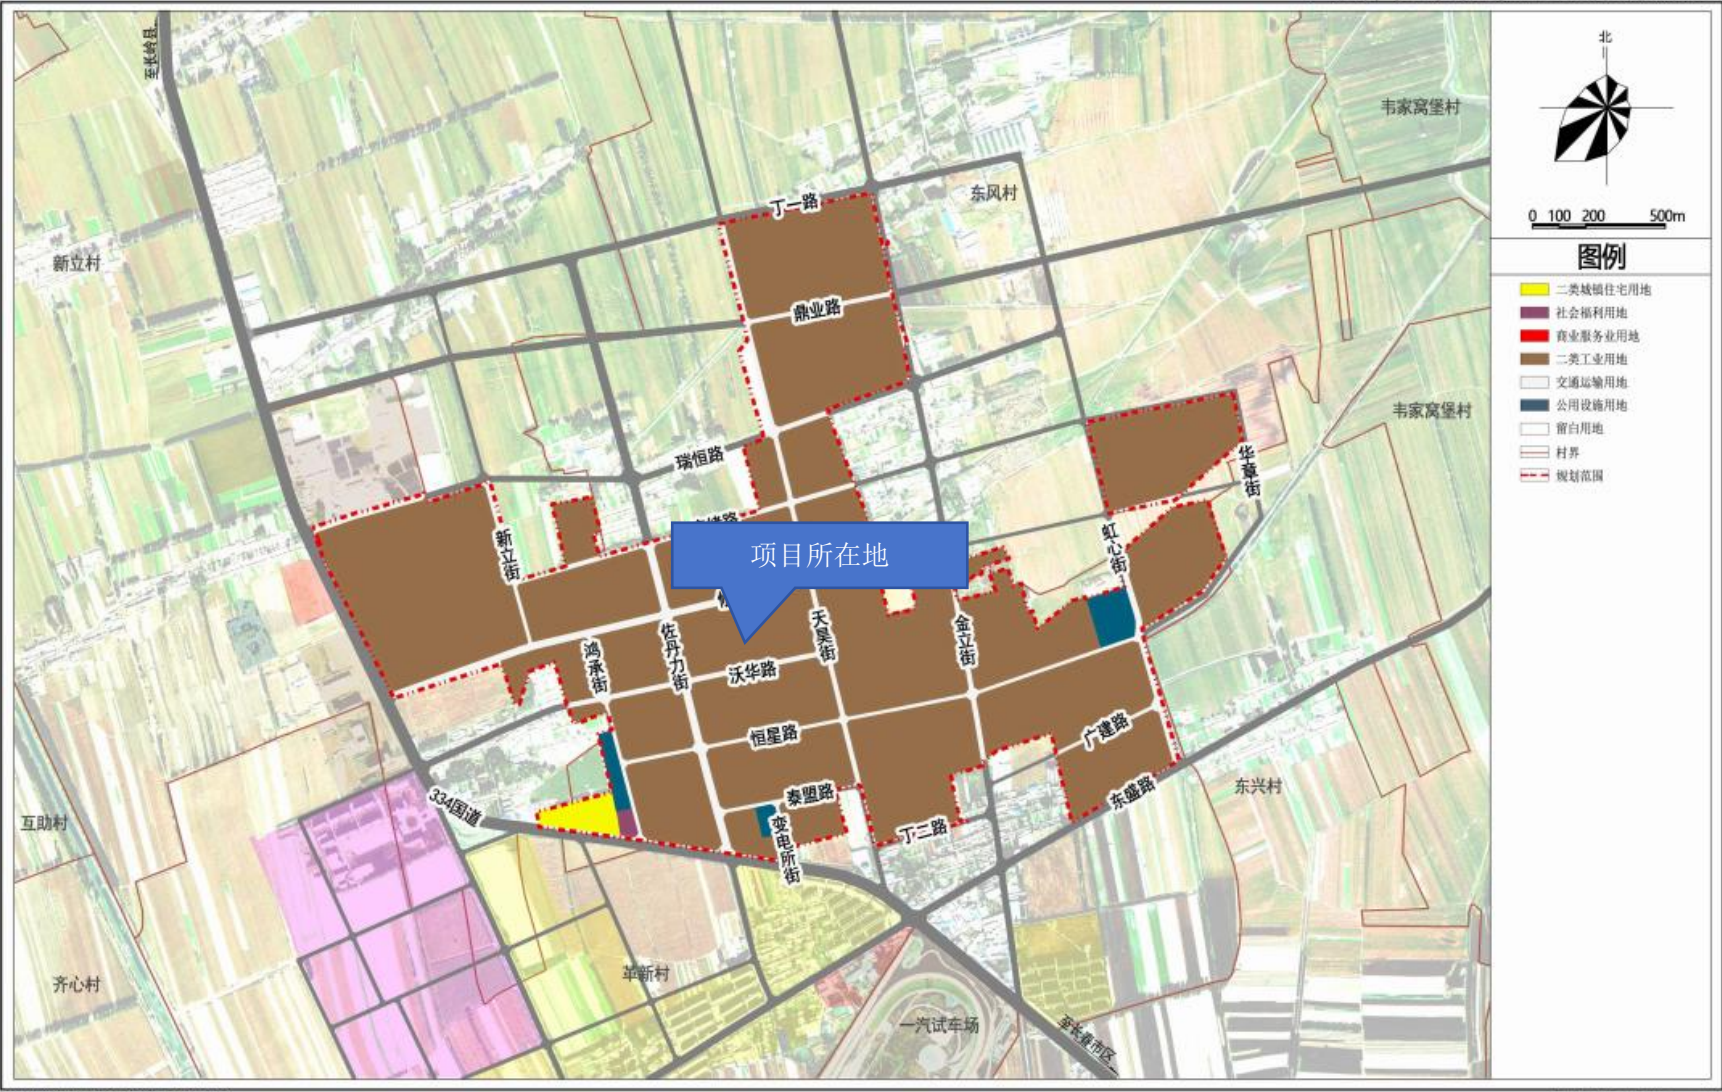 至长岭县
北
韦家窝堡村
东风村
丁一路
0 100 200 500m
新立村
图例
二类城镇住宅用地
社会福利用地
商业服务业用地
二类工业用地
交通运输用地
公用设施用地
留白用地
村界
规划范围
鼎业路
韦家窝堡村
瑞恒路
华章街
新立街
虹心街
项目所在地
天昊街
金立街
佐丹力街
鸿承街
沃华路
恒星路
广建路
泰盟路
东盛路
东兴村
334国道
互助村
丁二路
变电所街
革新村
齐心村
一汽试车场
至长春市区